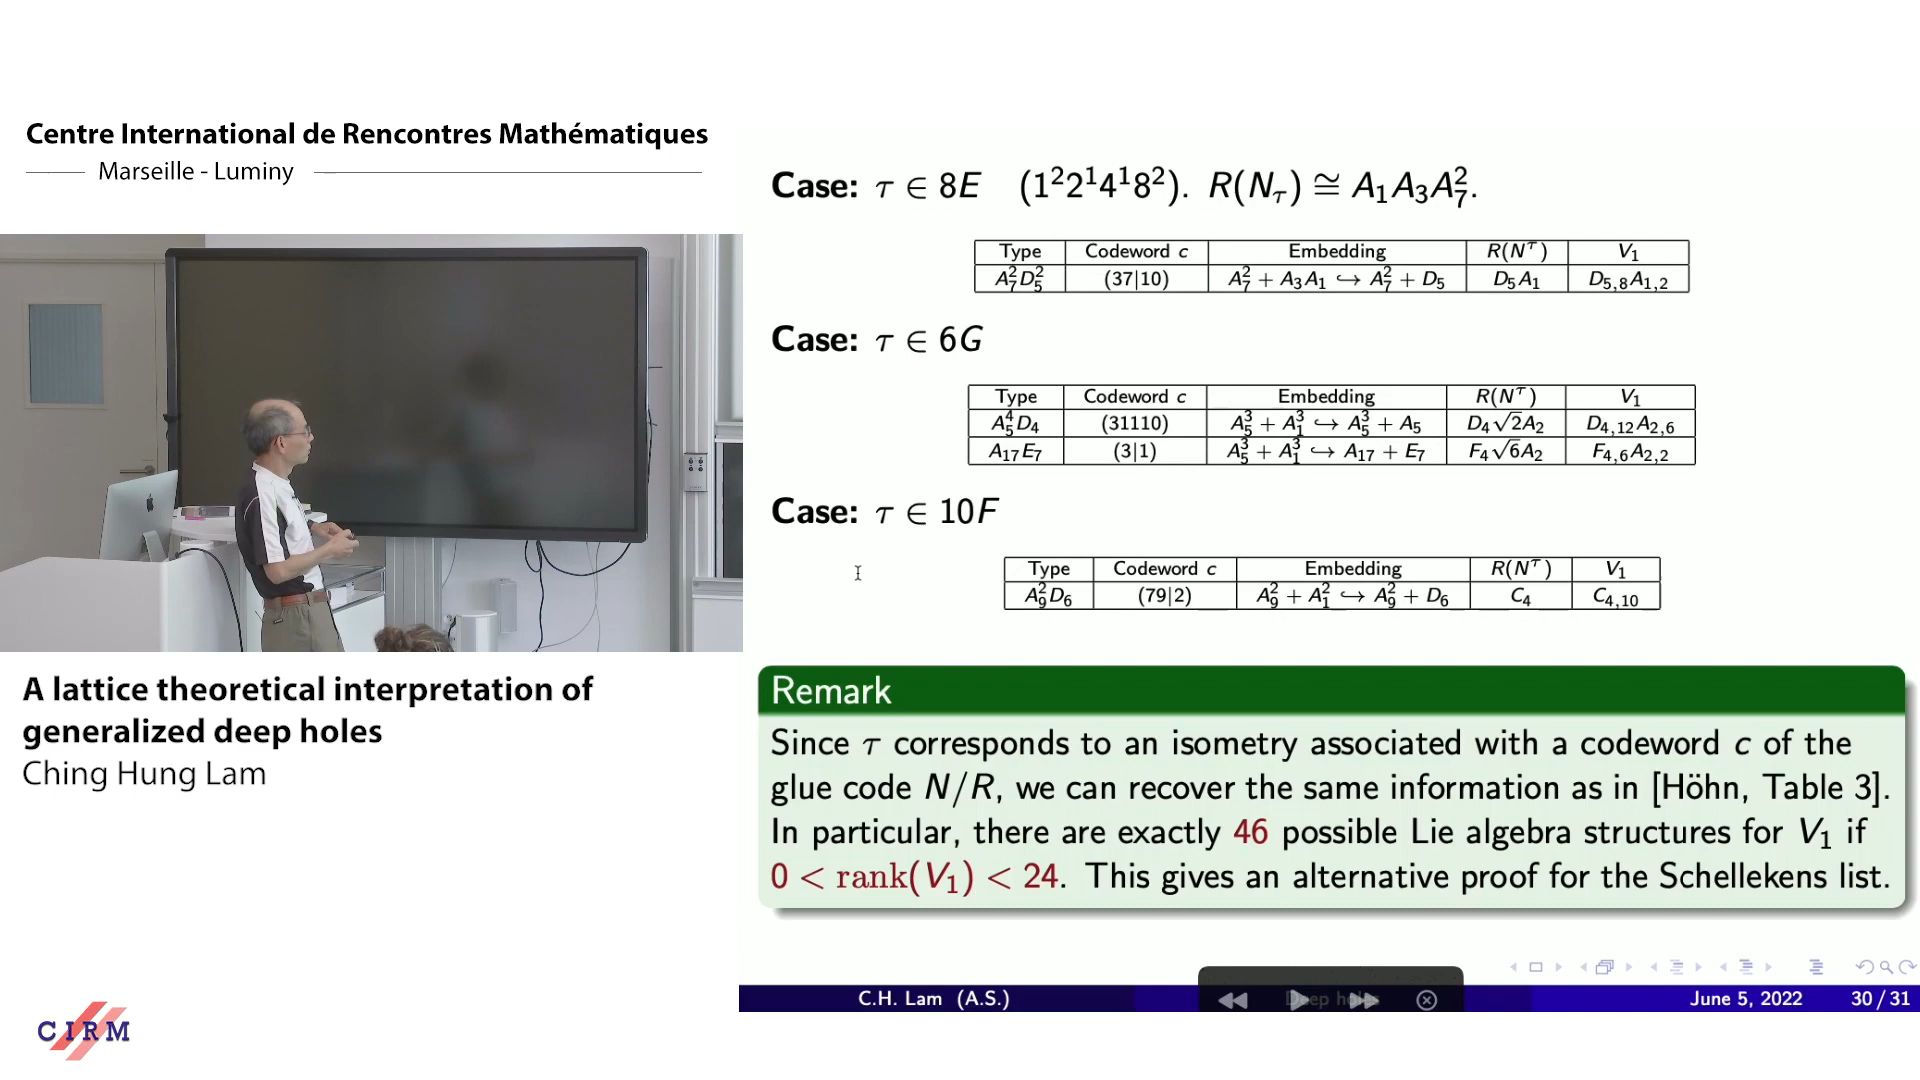 Centre International de Rencontres Mathématiques
Marseille - Luminy
A lattice theoretical interpretation of
generalized deep holes
Ching Hung Lam
CIRM
Case: τ ∈ 8E (1²2¹4¹8²). R(N_τ) ≅ A₁A₃A₇².
Type Codeword c Embedding R(N^τ) V₁
A₇²D₅² (37|10) A₇² + A₃A₁ ↪ A₇² + D₅ D₅A₁ D₅,₈A₁,₂
Case: τ ∈ 6G
Type Codeword c Embedding R(N^τ) V₁
A₅⁴D₄ (31110) A₅³ + A₁³ ↪ A₅³ + A₅ D₄√2A₂ D₄,₁₂A₂,₆
A₁₇E₇ (3|1) A₅³ + A₁³ ↪ A₁₇ + E₇ F₄√6A₂ F₄,₆A₂,₂
Case: τ ∈ 10F
Type Codeword c Embedding R(N^τ) V₁
A₉²D₆ (79|2) A₉² + A₁² ↪ A₉² + D₆ C₄ C₄,₁₀
Remark
Since τ corresponds to an isometry associated with a codeword c of the
glue code N/R, we can recover the same information as in [Höhn, Table 3].
In particular, there are exactly 46 possible Lie algebra structures for V₁ if
0 < rank(V₁) < 24. This gives an alternative proof for the Schellekens list.
C.H. Lam (A.S.) Deep holes June 5, 2022 30 / 31